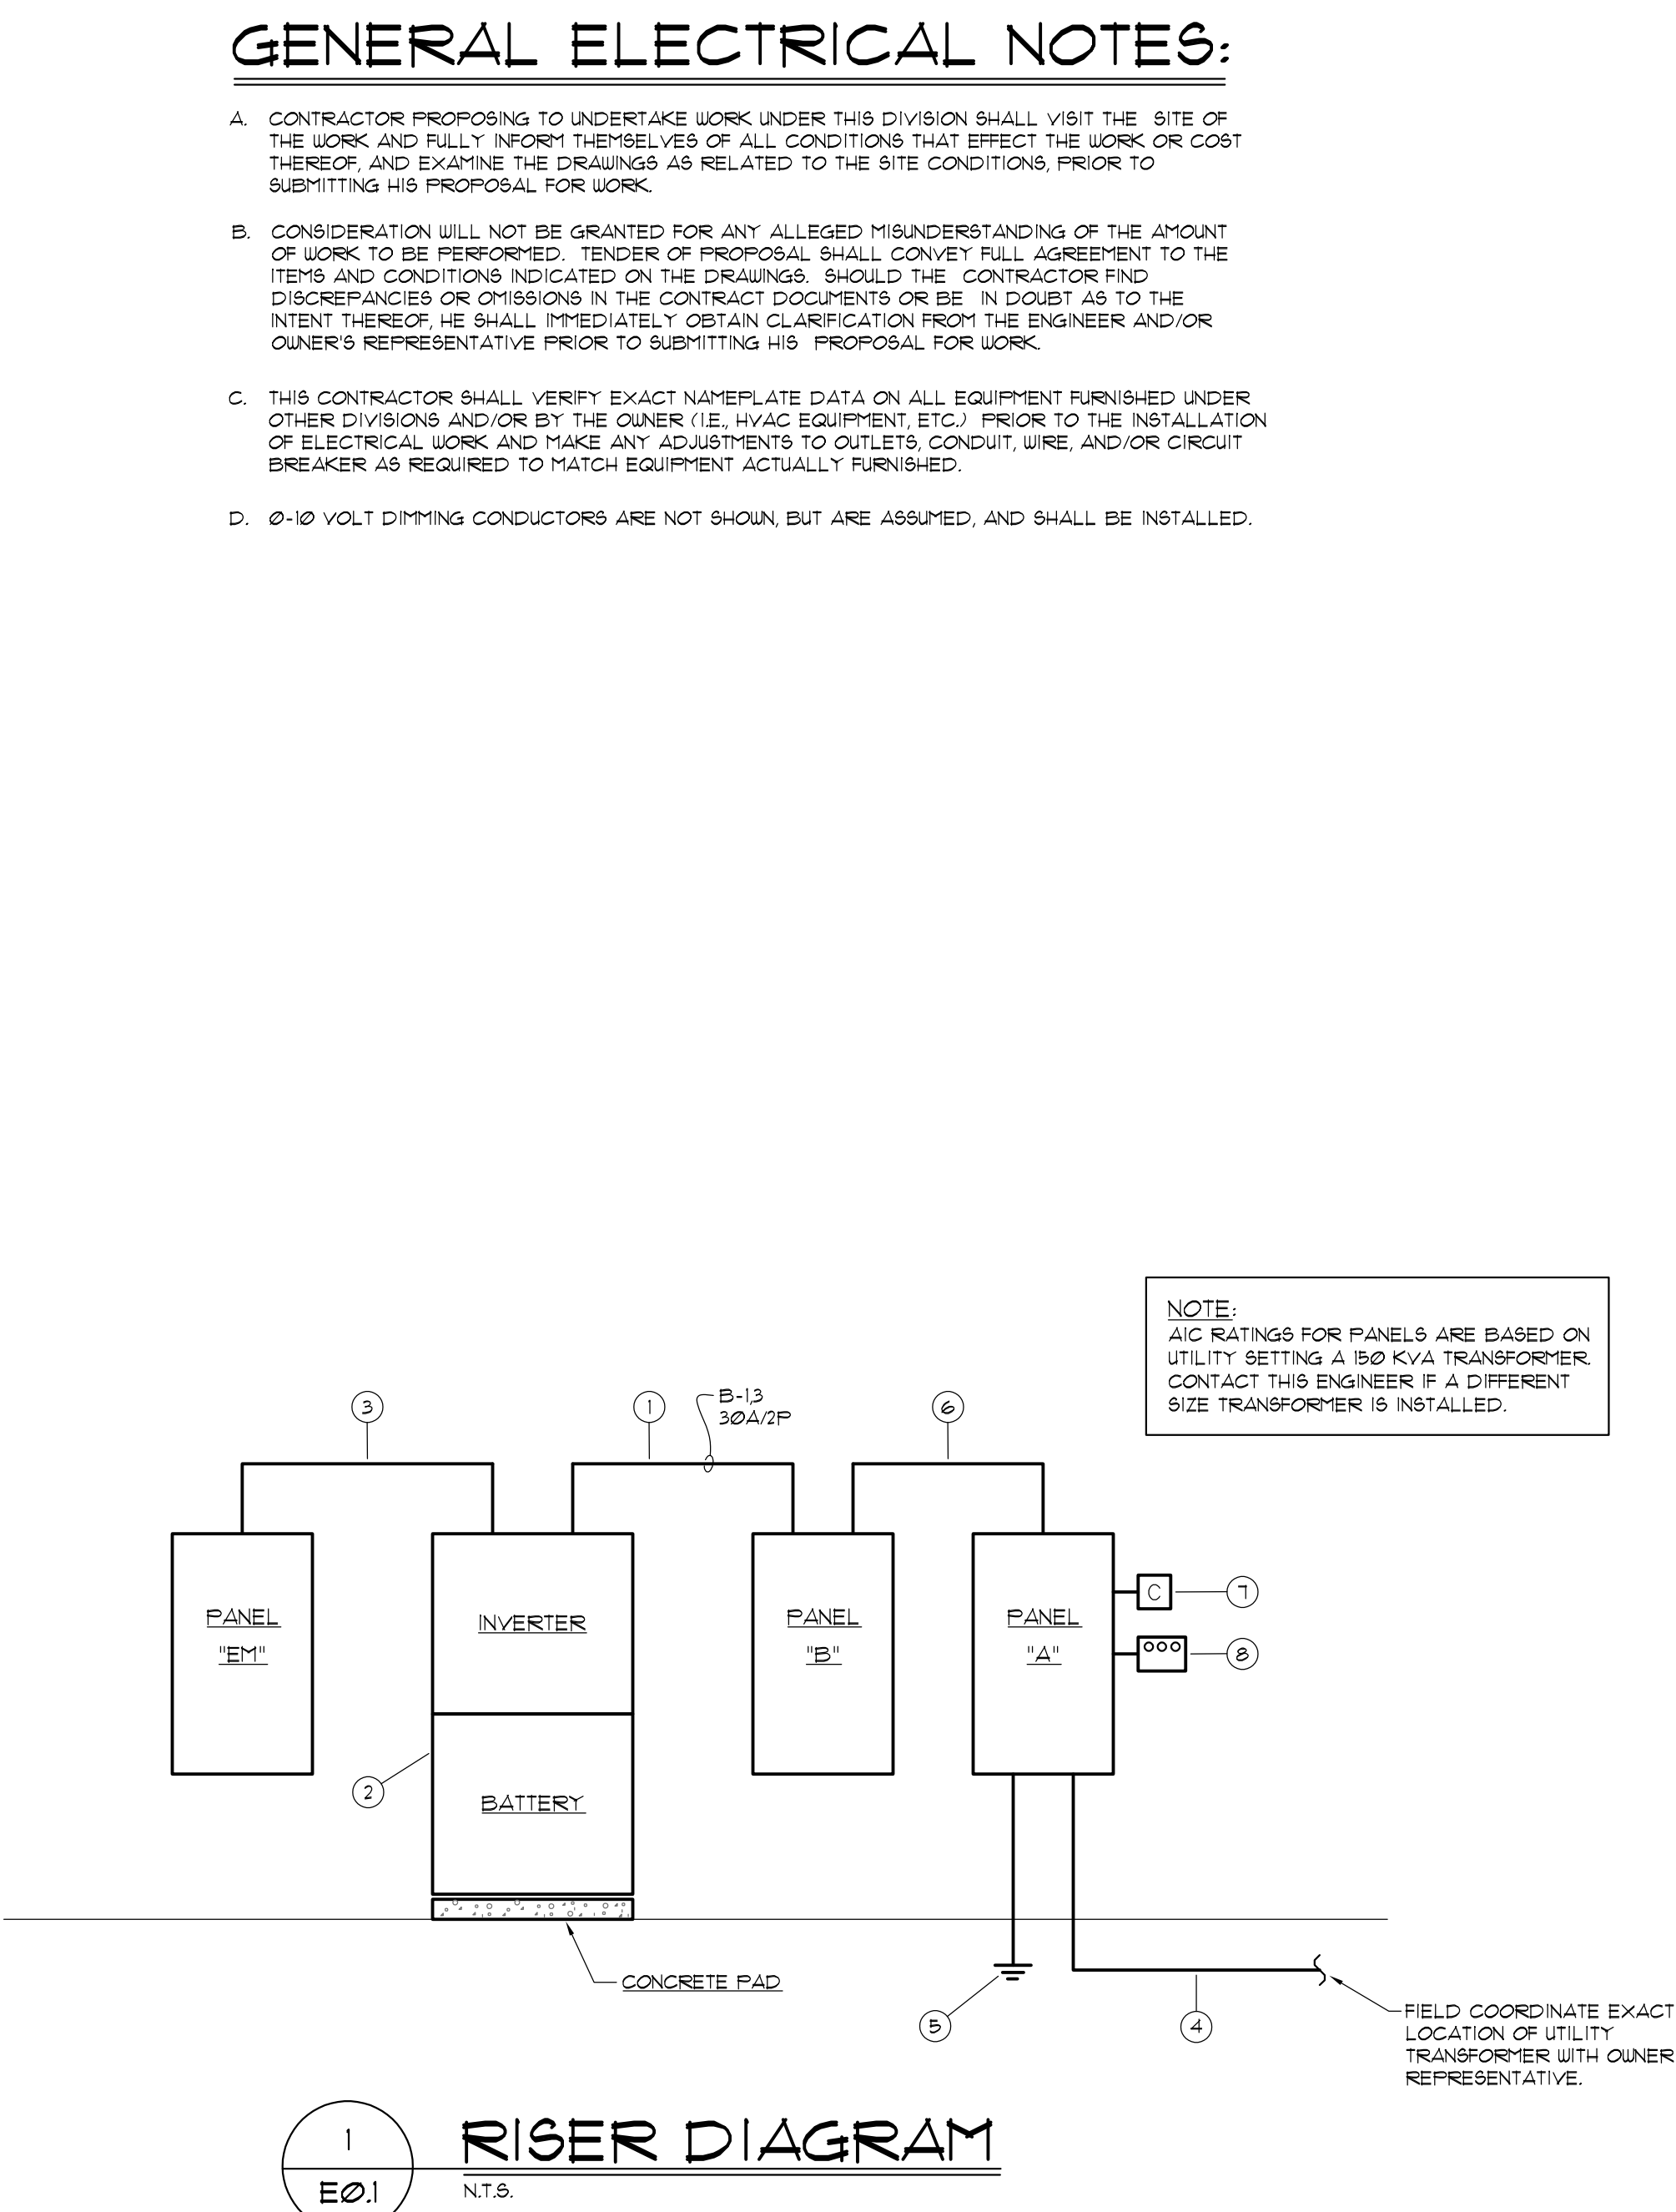 GENERAL ELECTRICAL NOTES:
A. CONTRACTOR PROPOSING TO UNDERTAKE WORK UNDER THIS DIVISION SHALL VISIT THE SITE OF
THE WORK AND FULLY INFORM THEMSELVES OF ALL CONDITIONS THAT EFFECT THE WORK OR COST
THEREOF, AND EXAMINE THE DRAWINGS AS RELATED TO THE SITE CONDITIONS, PRIOR TO
SUBMITTING HIS PROPOSAL FOR WORK.
B. CONSIDERATION WILL NOT BE GRANTED FOR ANY ALLEGED MISUNDERSTANDING OF THE AMOUNT
OF WORK TO BE PERFORMED. TENDER OF PROPOSAL SHALL CONVEY FULL AGREEMENT TO THE
ITEMS AND CONDITIONS INDICATED ON THE DRAWINGS. SHOULD THE CONTRACTOR FIND
DISCREPANCIES OR OMISSIONS IN THE CONTRACT DOCUMENTS OR BE IN DOUBT AS TO THE
INTENT THEREOF, HE SHALL IMMEDIATELY OBTAIN CLARIFICATION FROM THE ENGINEER AND/OR
OWNER'S REPRESENTATIVE PRIOR TO SUBMITTING HIS PROPOSAL FOR WORK.
C. THIS CONTRACTOR SHALL VERIFY EXACT NAMEPLATE DATA ON ALL EQUIPMENT FURNISHED UNDER
OTHER DIVISIONS AND/OR BY THE OWNER (I.E., HVAC EQUIPMENT, ETC.) PRIOR TO THE INSTALLATION
OF ELECTRICAL WORK AND MAKE ANY ADJUSTMENTS TO OUTLETS, CONDUIT, WIRE, AND/OR CIRCUIT
BREAKER AS REQUIRED TO MATCH EQUIPMENT ACTUALLY FURNISHED.
D. 0-10 VOLT DIMMING CONDUCTORS ARE NOT SHOWN, BUT ARE ASSUMED, AND SHALL BE INSTALLED.
NOTE:
AIC RATINGS FOR PANELS ARE BASED ON
UTILITY SETTING A 150 KVA TRANSFORMER.
CONTACT THIS ENGINEER IF A DIFFERENT
SIZE TRANSFORMER IS INSTALLED.
3
1
B-1,3
30A/2P
6
PANEL
"EM"
INVERTER
PANEL
"B"
PANEL
"A"
C
7
8
2
BATTERY
CONCRETE PAD
5
4
FIELD COORDINATE EXACT
LOCATION OF UTILITY
TRANSFORMER WITH OWNER
REPRESENTATIVE.
1
E0.1
RISER DIAGRAM
N.T.S.